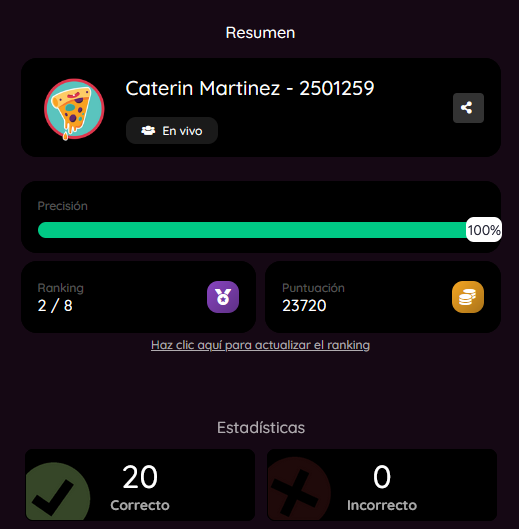 Resumen
Caterin Martinez - 2501259
En vivo
Precisión
100%
Ranking
2 / 8
Puntuación
23720
Haz clic aquí para actualizar el ranking
Estadísticas
20
Correcto
0
Incorrecto